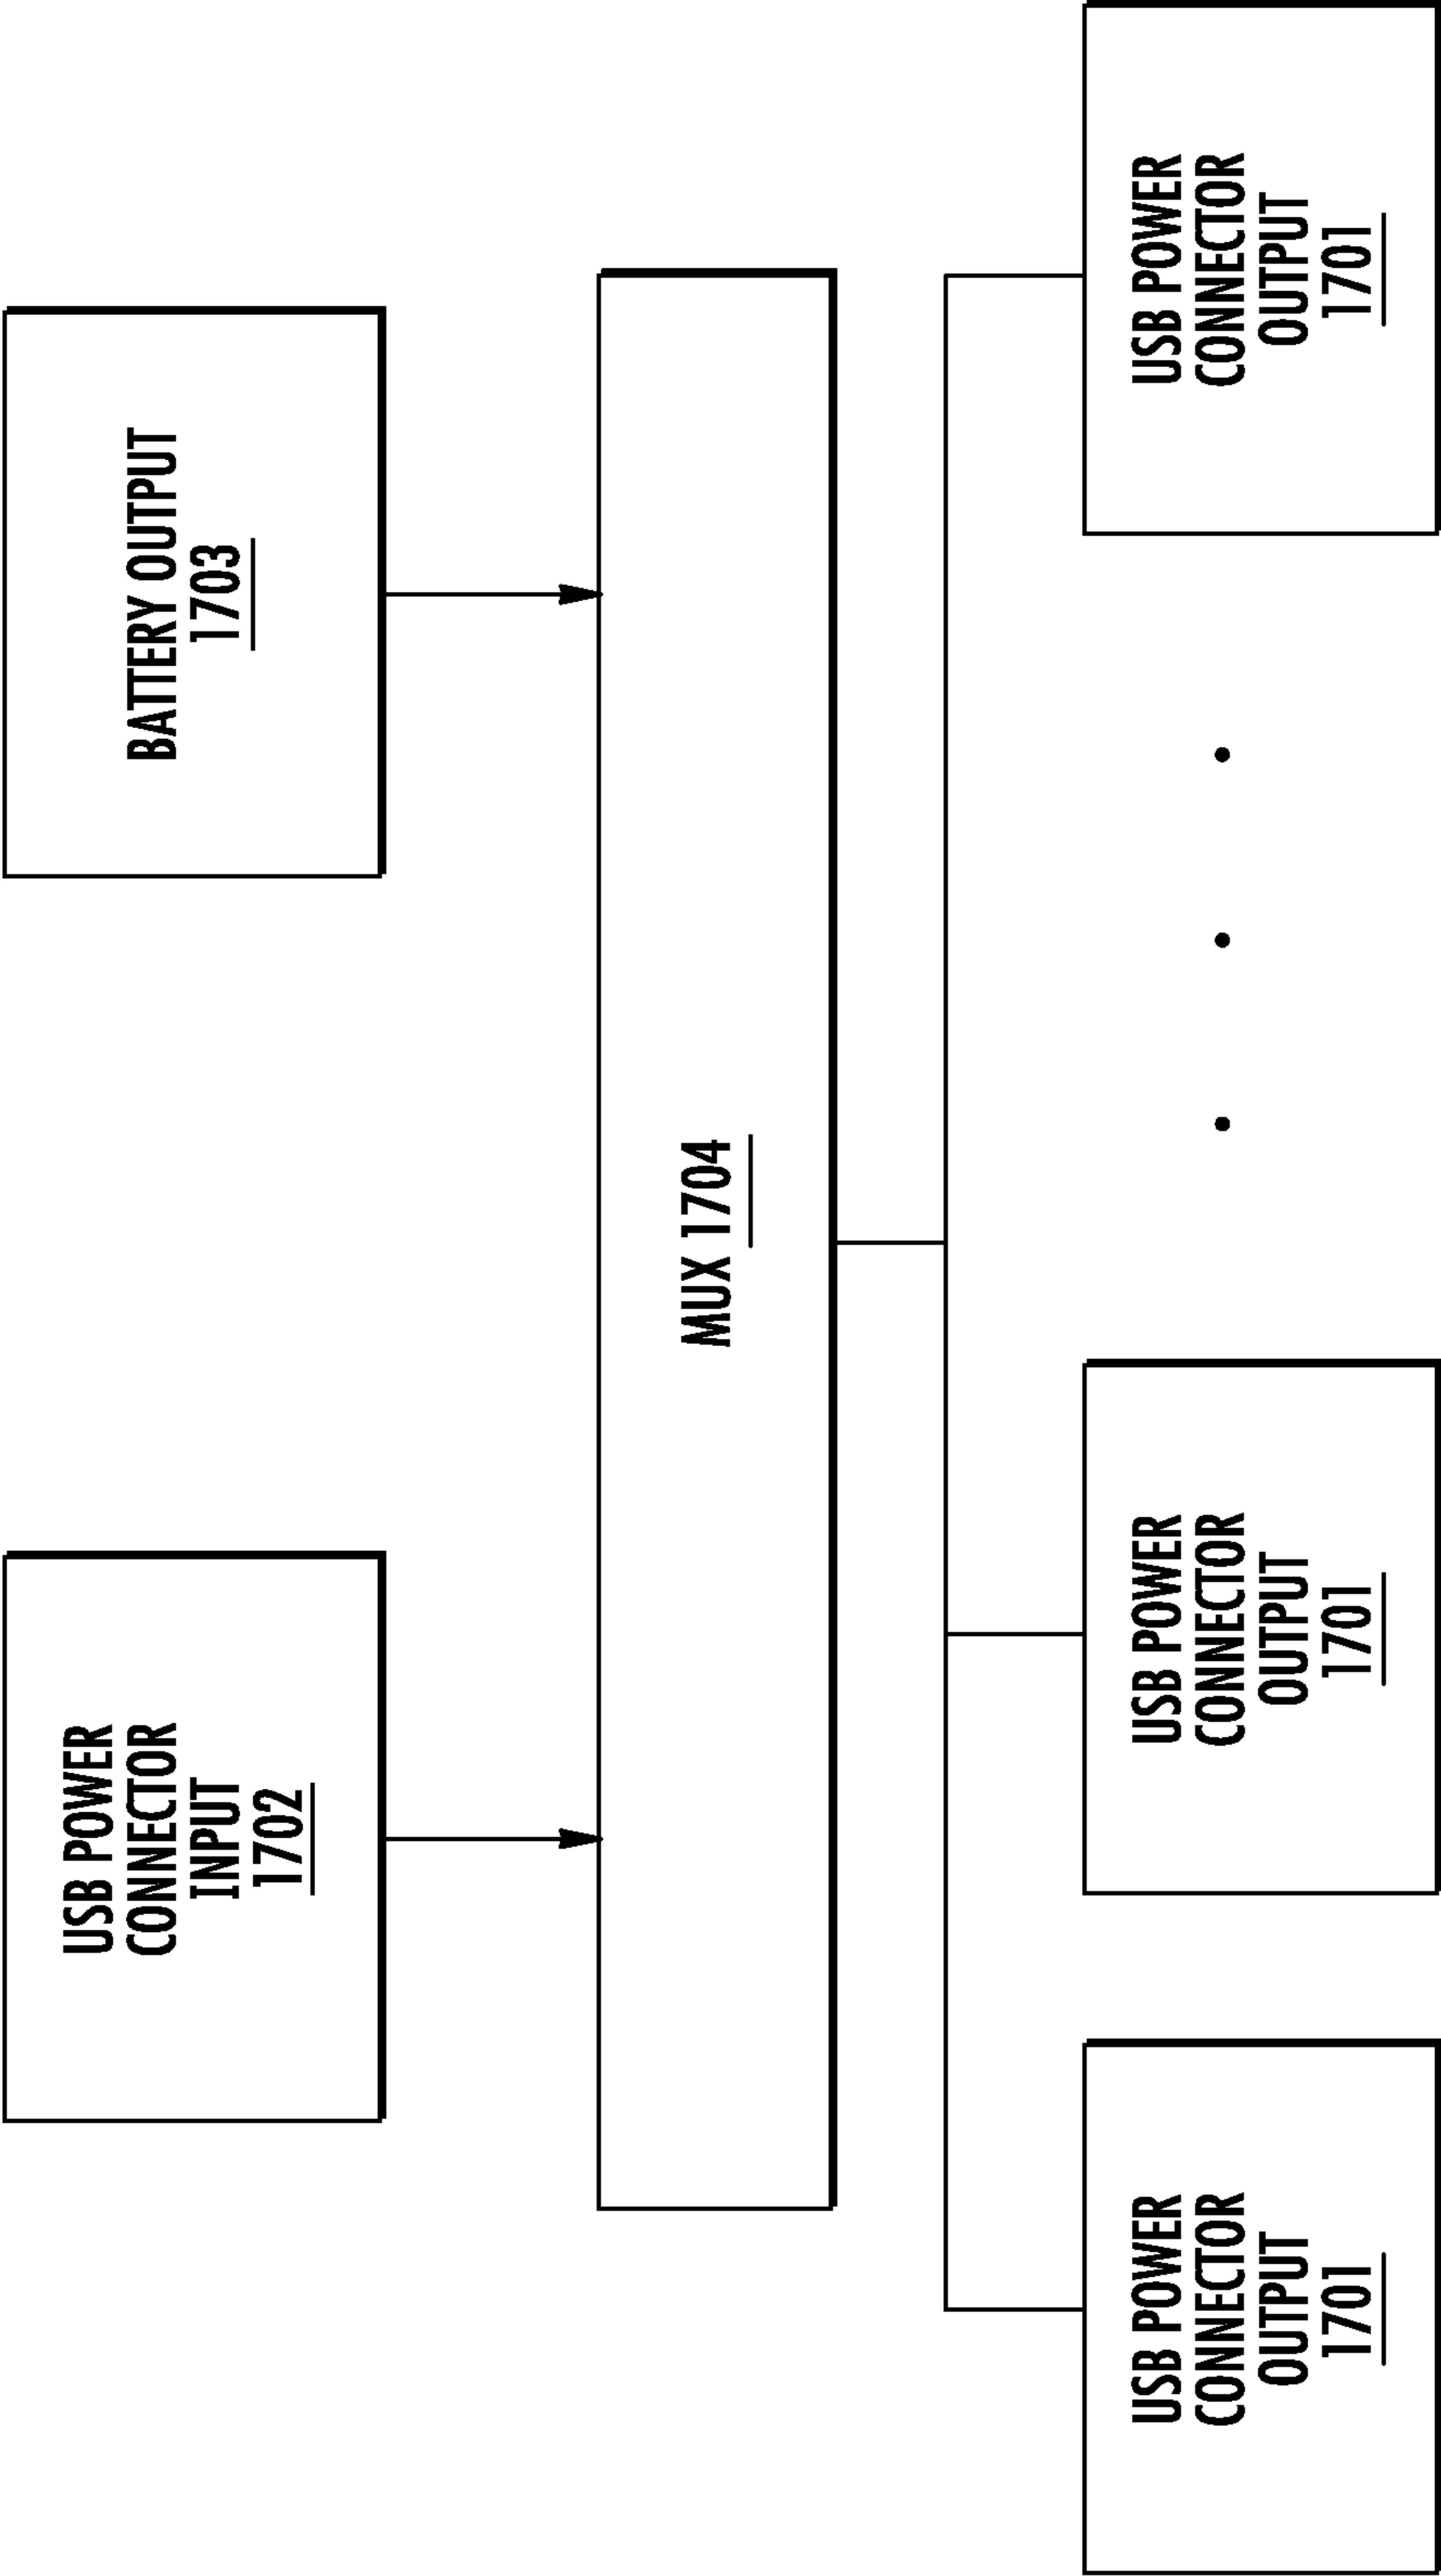 USB POWER
CONNECTOR
INPUT
1702
BATTERY OUTPUT
1703
MUX 1704
USB POWER
CONNECTOR
OUTPUT
1701
USB POWER
CONNECTOR
OUTPUT
1701
USB POWER
CONNECTOR
OUTPUT
1701